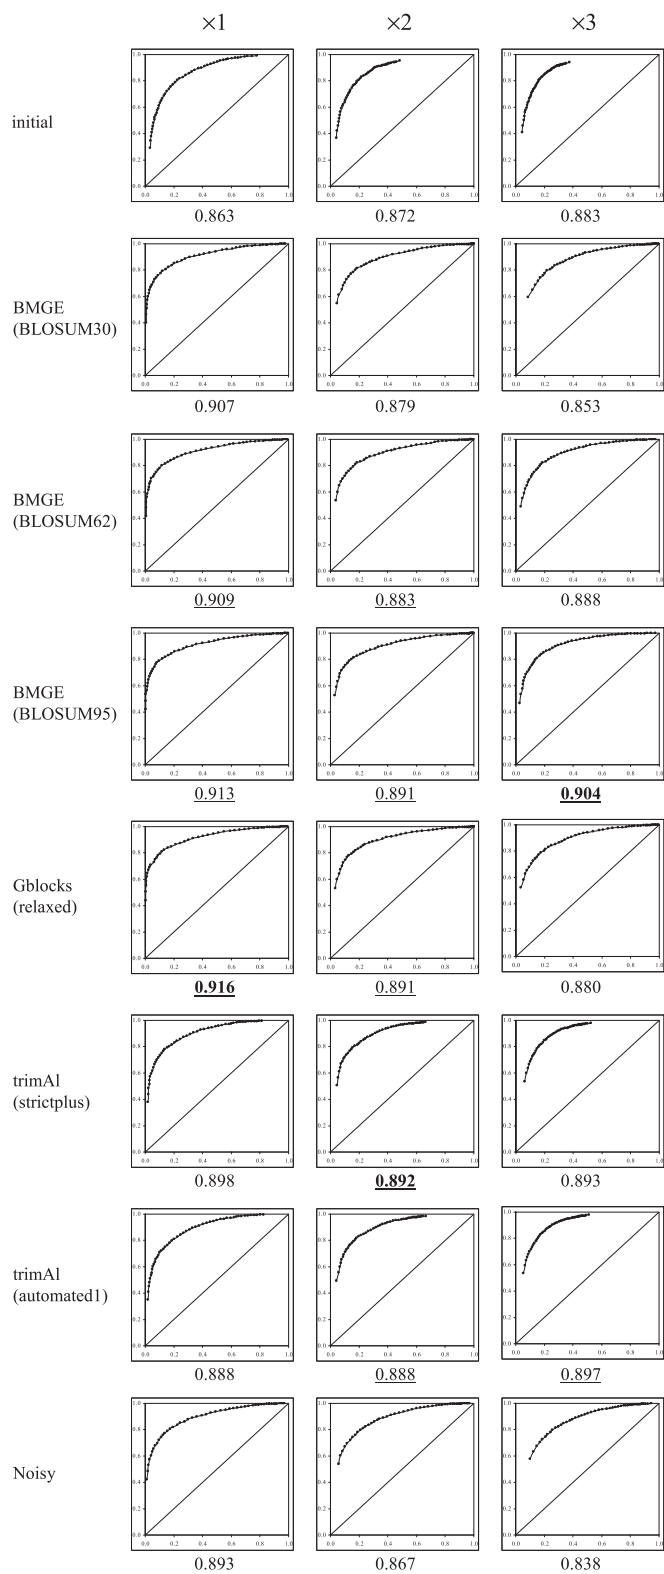 ×1 ×2 ×3
initial
0.863 0.872 0.883
BMGE
(BLOSUM30)
0.907 0.879 0.853
BMGE
(BLOSUM62)
0.909 0.883 0.888
BMGE
(BLOSUM95)
0.913 0.891 0.904
Gblocks
(relaxed)
0.916 0.891 0.880
trimAl
(strictplus)
0.898 0.892 0.893
trimAl
(automated1)
0.888 0.888 0.897
Noisy
0.893 0.867 0.838